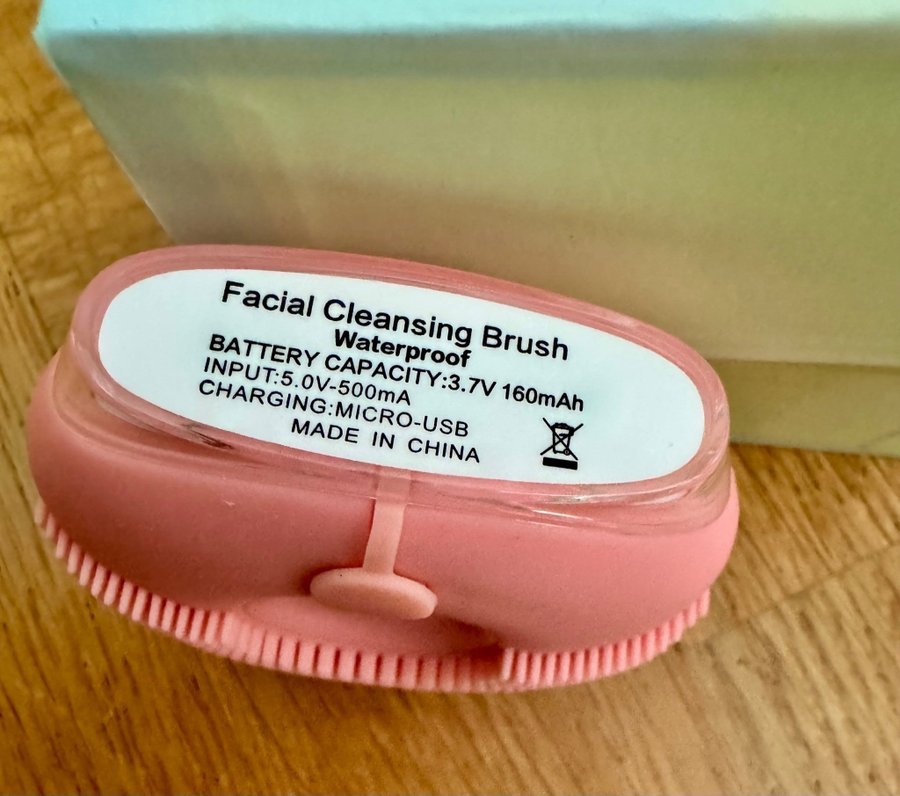 Facial Cleansing Brush
Waterproof
BATTERY CAPACITY:3.7V 160mAh
INPUT:5.0V-500mA
CHARGING:MICRO-USB
MADE IN CHINA